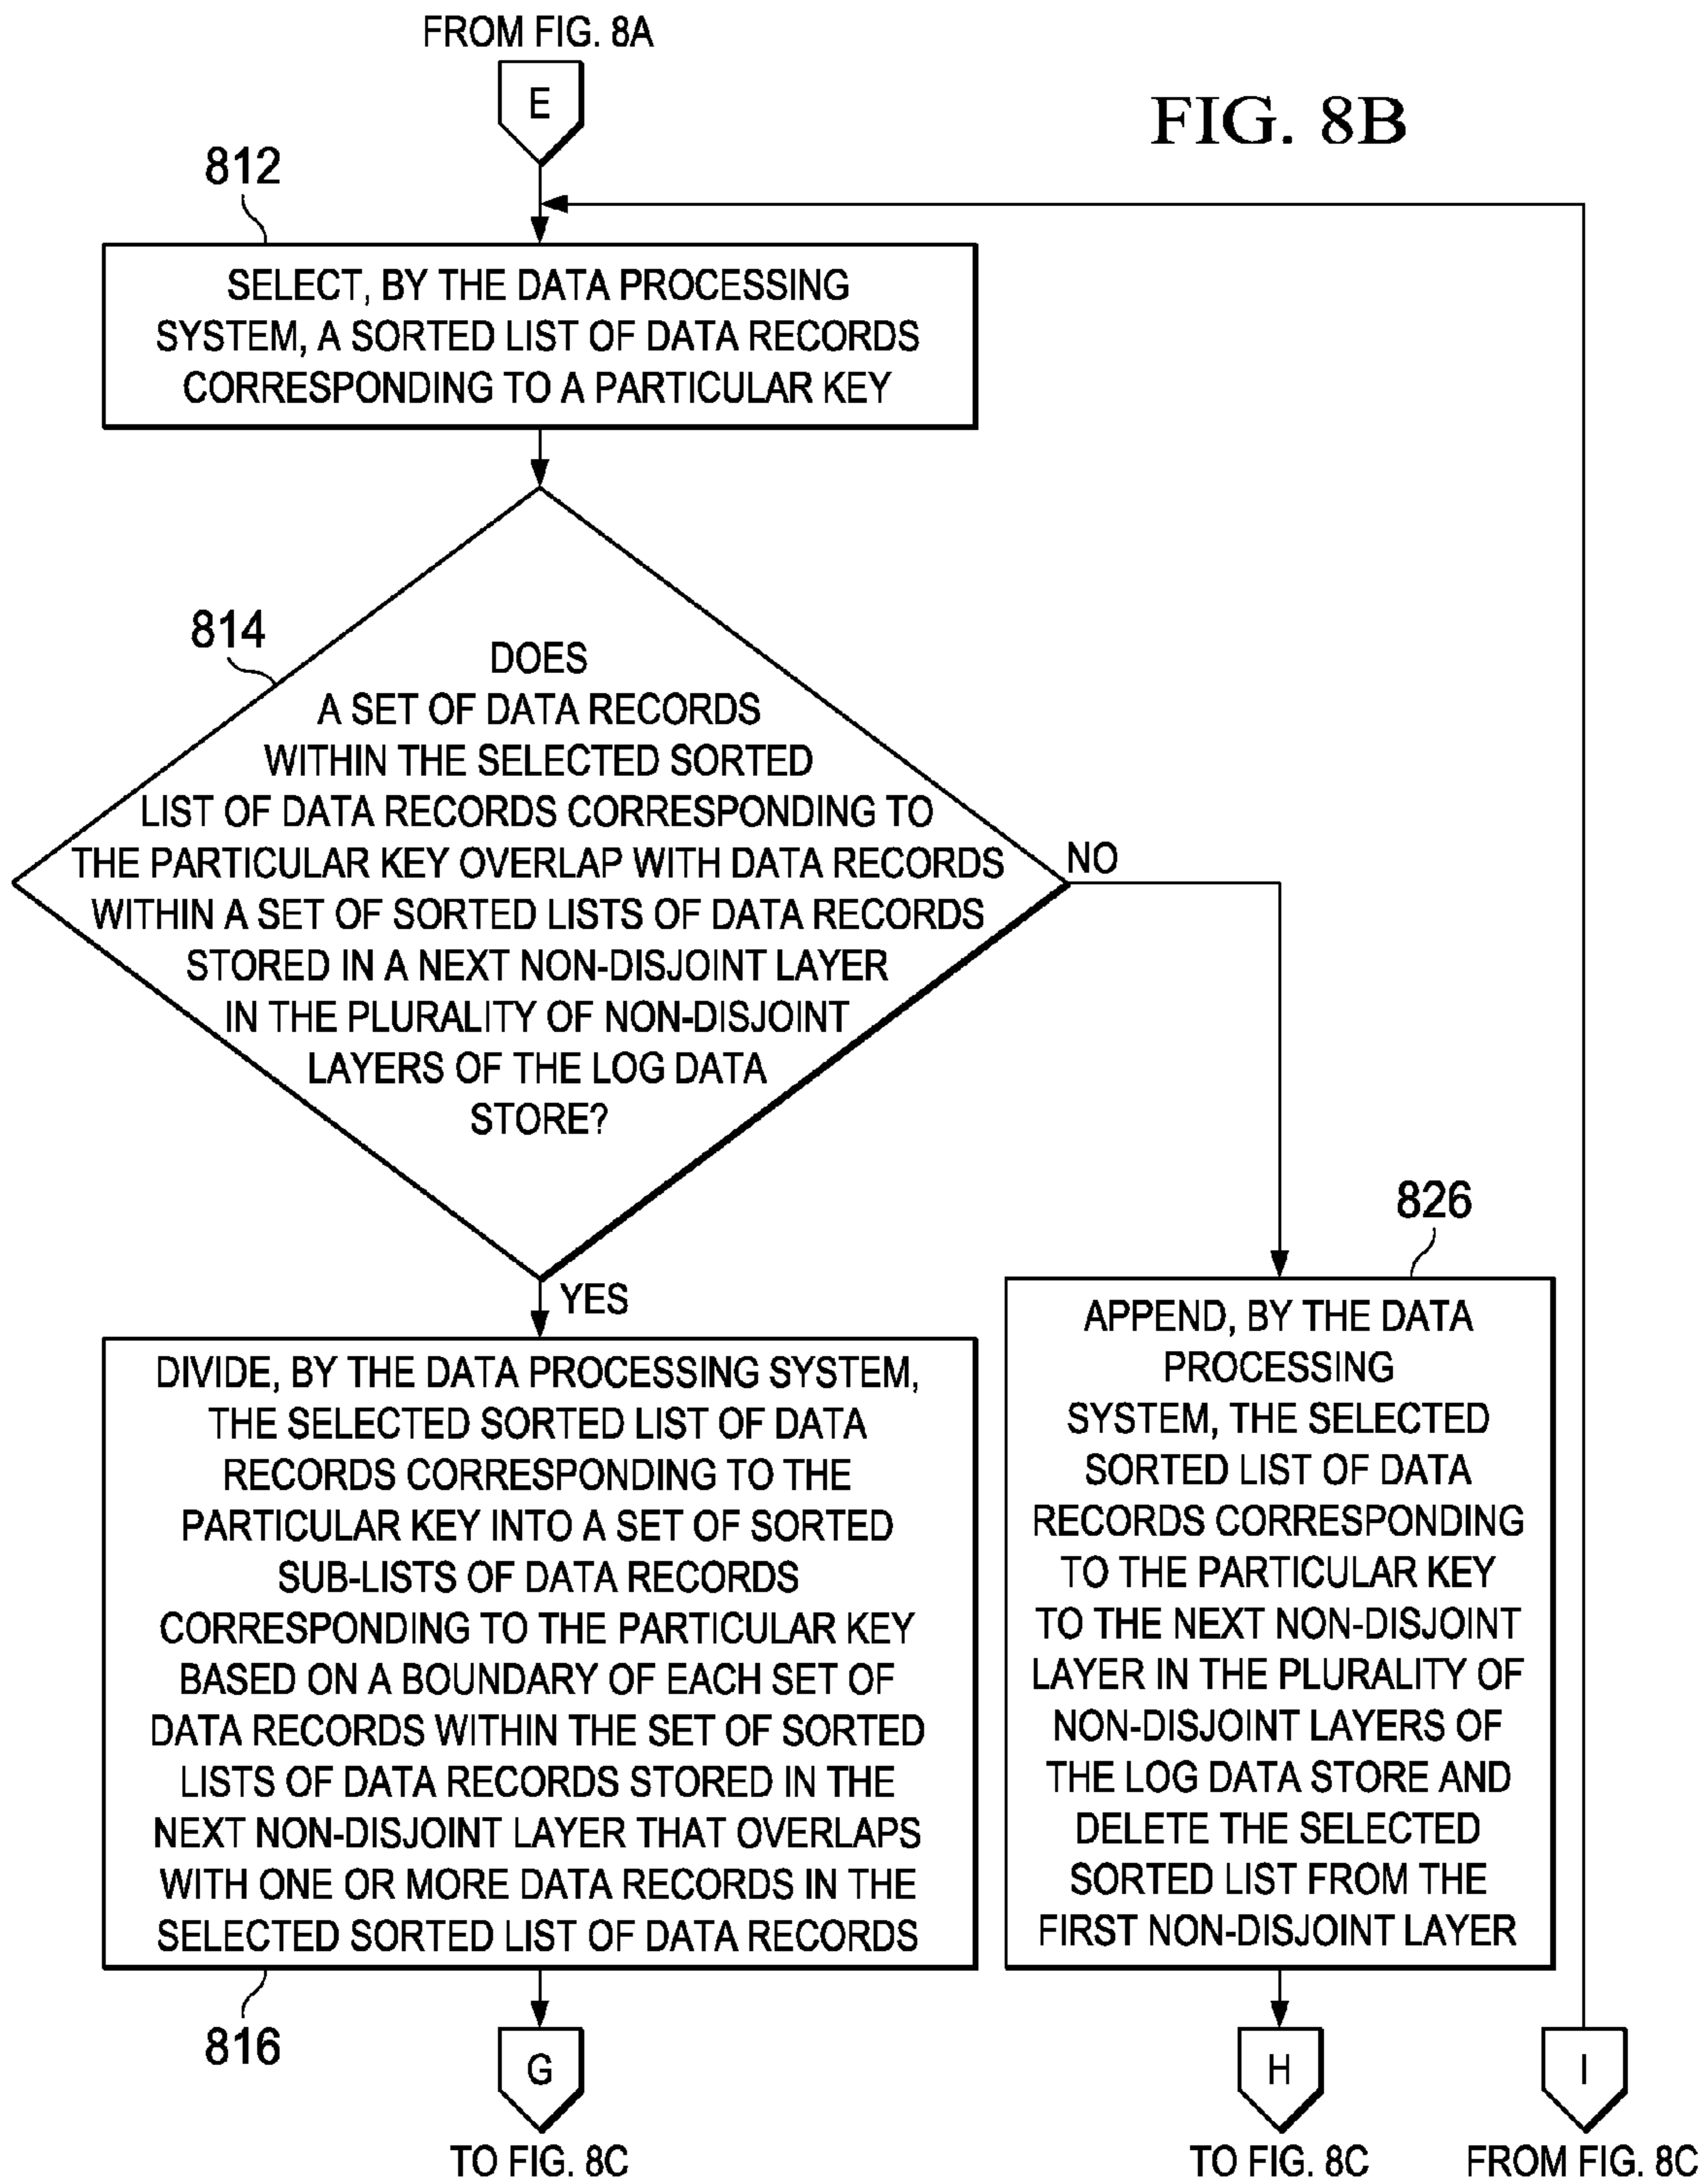 FROM FIG. 8A
E
FIG. 8B
812
SELECT, BY THE DATA PROCESSING
SYSTEM, A SORTED LIST OF DATA RECORDS
CORRESPONDING TO A PARTICULAR KEY
814
DOES
A SET OF DATA RECORDS
WITHIN THE SELECTED SORTED
LIST OF DATA RECORDS CORRESPONDING TO
THE PARTICULAR KEY OVERLAP WITH DATA RECORDS
WITHIN A SET OF SORTED LISTS OF DATA RECORDS
STORED IN A NEXT NON-DISJOINT LAYER
IN THE PLURALITY OF NON-DISJOINT
LAYERS OF THE LOG DATA
STORE?
NO
YES
DIVIDE, BY THE DATA PROCESSING SYSTEM,
THE SELECTED SORTED LIST OF DATA
RECORDS CORRESPONDING TO THE
PARTICULAR KEY INTO A SET OF SORTED
SUB-LISTS OF DATA RECORDS
CORRESPONDING TO THE PARTICULAR KEY
BASED ON A BOUNDARY OF EACH SET OF
DATA RECORDS WITHIN THE SET OF SORTED
LISTS OF DATA RECORDS STORED IN THE
NEXT NON-DISJOINT LAYER THAT OVERLAPS
WITH ONE OR MORE DATA RECORDS IN THE
SELECTED SORTED LIST OF DATA RECORDS
816
G
TO FIG. 8C
826
APPEND, BY THE DATA
PROCESSING
SYSTEM, THE SELECTED
SORTED LIST OF DATA
RECORDS CORRESPONDING
TO THE PARTICULAR KEY
TO THE NEXT NON-DISJOINT
LAYER IN THE PLURALITY OF
NON-DISJOINT LAYERS OF
THE LOG DATA STORE AND
DELETE THE SELECTED
SORTED LIST FROM THE
FIRST NON-DISJOINT LAYER
H
TO FIG. 8C
I
FROM FIG. 8C